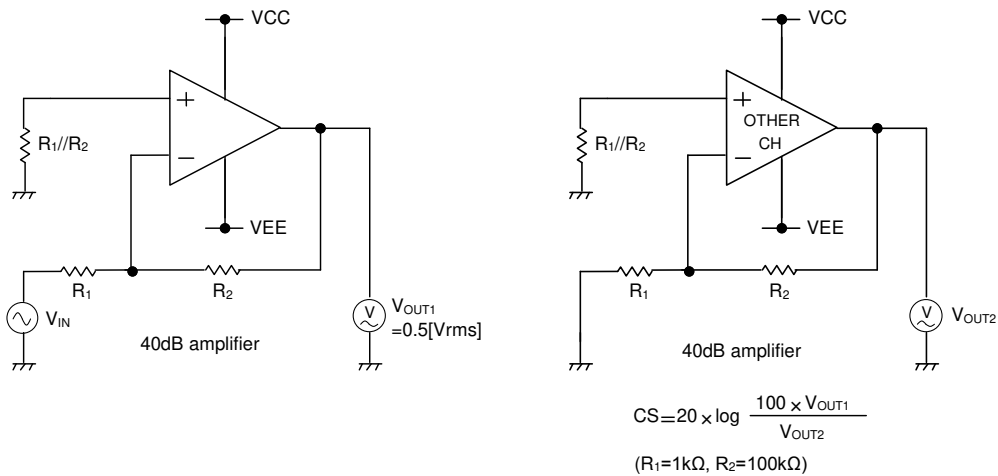 VCC
+
R1//R2
−
VEE
R1
R2
VIN
VOUT1
=0.5[Vrms]
V
40dB amplifier
VCC
+
OTHER
CH
R1//R2
−
VEE
R1
R2
V
VOUT2
40dB amplifier
CS=20×log 100×VOUT1
VOUT2
(R1=1kΩ, R2=100kΩ)